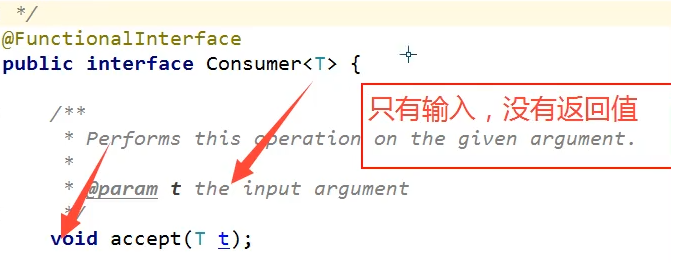 */
@FunctionalInterface
public interface Consumer<T> {
/**
只有输入，没有返回值
* Performs this operation on the given argument.
*
* @param t the input argument
*/
void accept(T t);